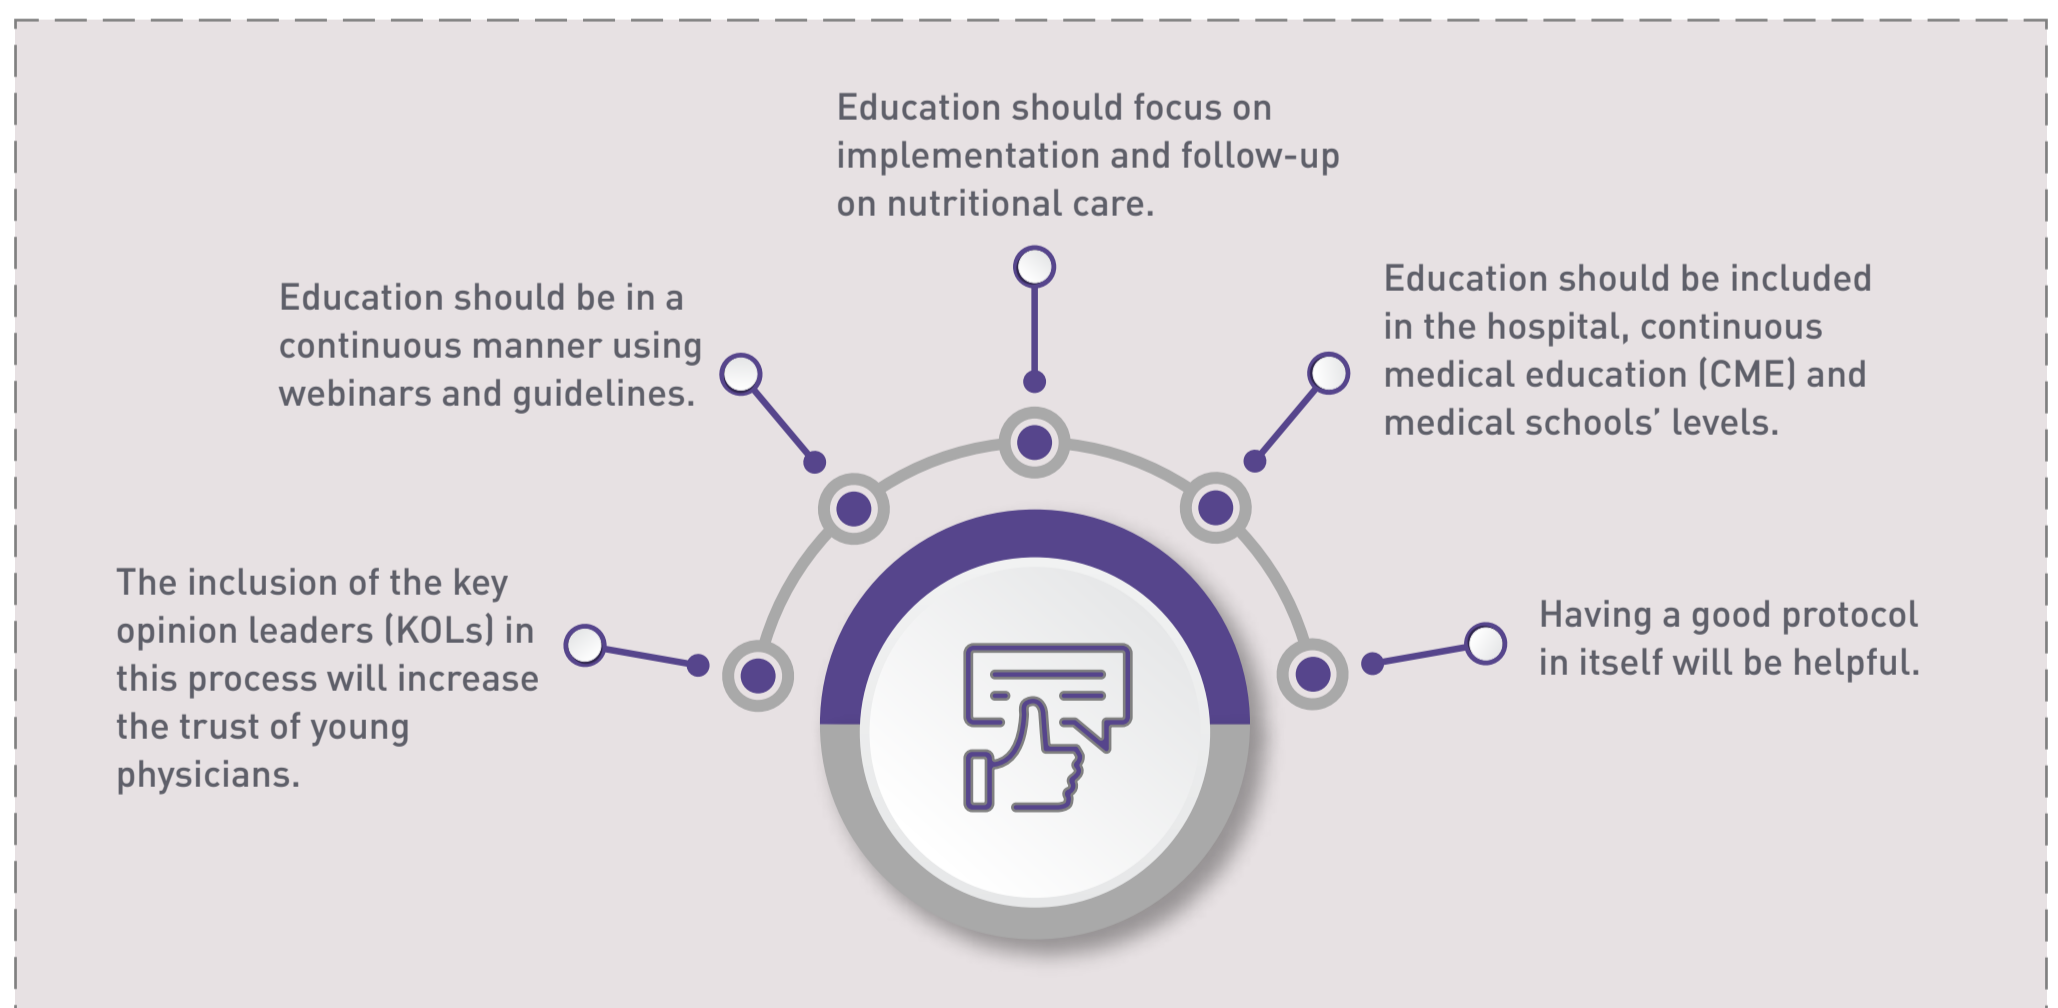 The inclusion of the key
opinion leaders (KOLs) in
this process will increase
the trust of young
physicians.
Education should be in a
continuous manner using
webinars and guidelines.
Education should focus on
implementation and follow-up
on nutritional care.
Education should be included
in the hospital, continuous
medical education (CME) and
medical schools’ levels.
Having a good protocol
in itself will be helpful.